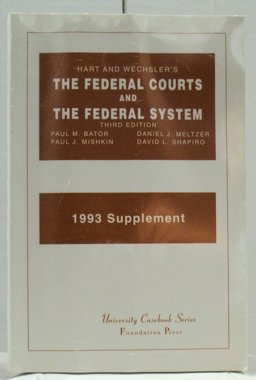 HART AND WECHSLER'S
THE FEDERAL COURTS
AND
THE FEDERAL SYSTEM
THIRD EDITION
PAUL M. BATOR DANIEL J. MELTZER
PAUL J. MISHKIN DAVID L. SHAPIRO
1993 Supplement
University Casebook Series
Foundation Press